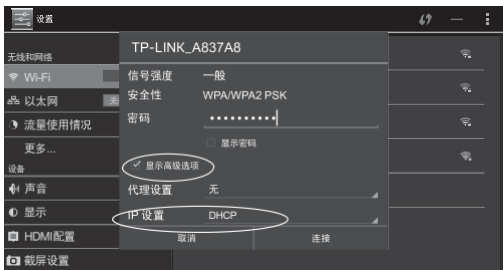 设置
无线和网络
Wi-Fi
以太网 关
流量使用情况
更多...
设备
声音
显示
HDMI配置
截屏设置
TP-LINK_A837A8
信号强度 一般
安全性 WPA/WPA2 PSK
密码 ••••••••••
显示密码
显示高级选项
代理设置 无
IP 设置 DHCP
取消 连接